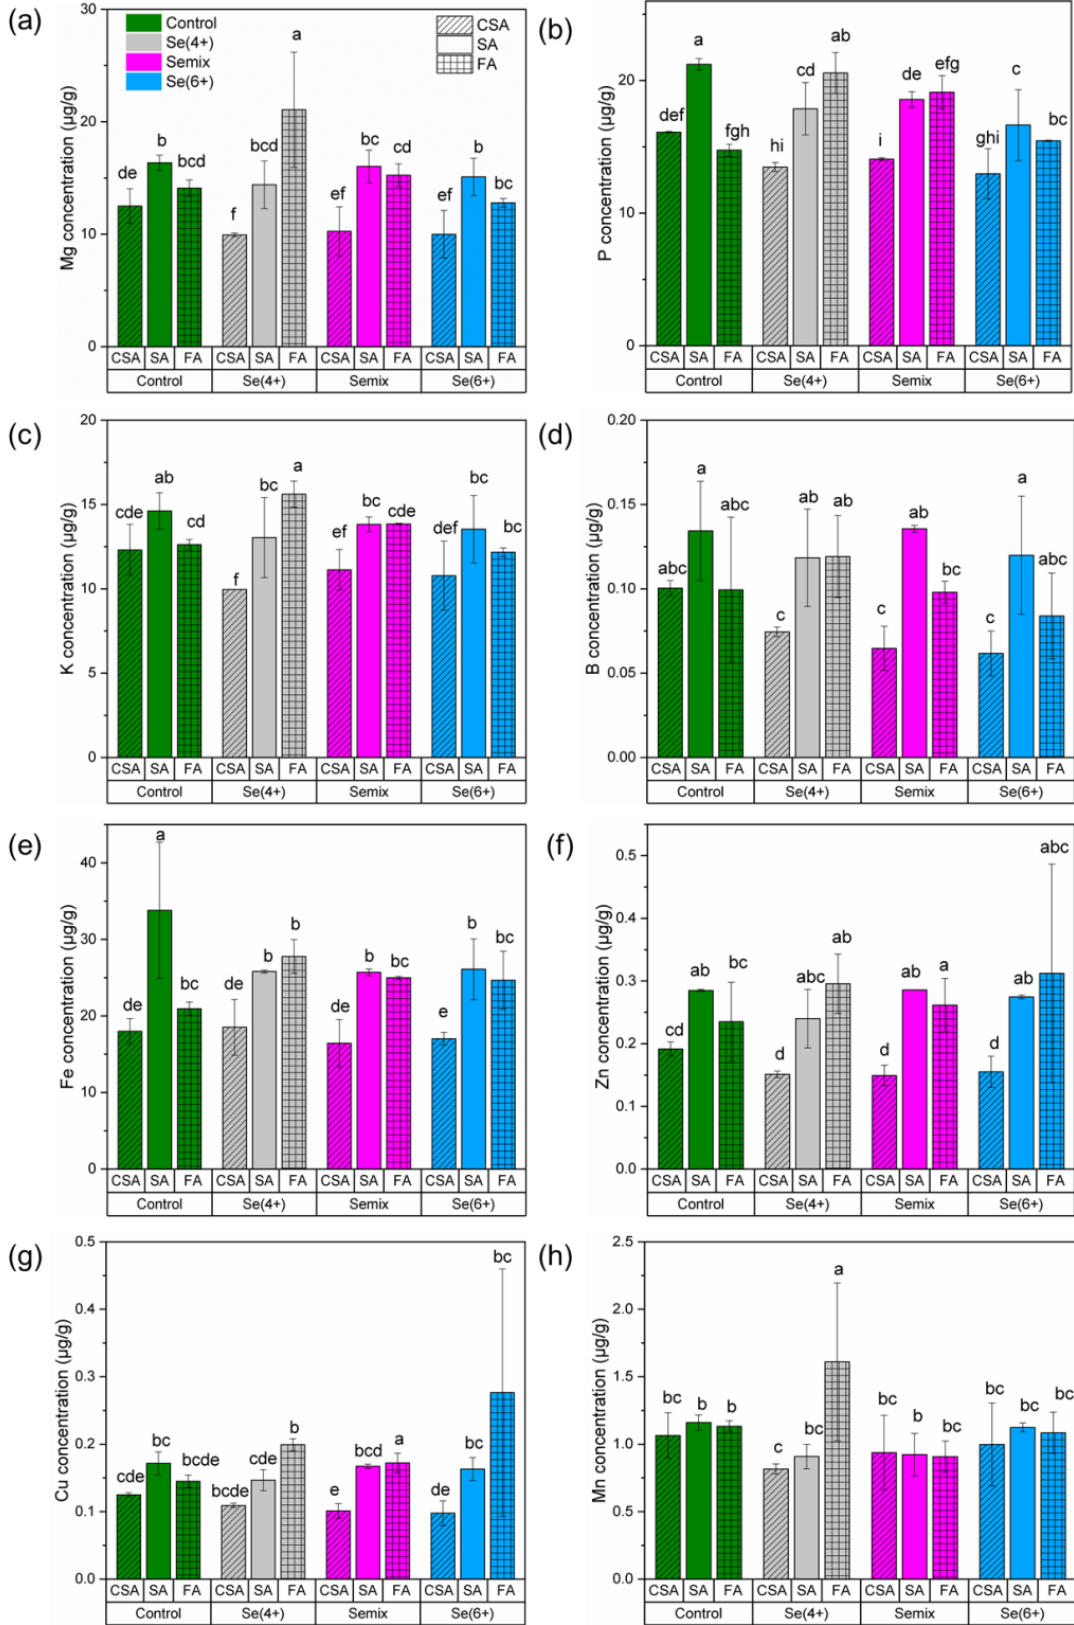 (a)
Control
Se(4+)
Semix
Se(6+)
CSA
SA
FA
Mg concentration (µg/g)
30
20
10
0
de
b
bcd
f
bcd
a
ef
bc
cd
ef
b
bc
CSA SA FA CSA SA FA CSA SA FA CSA SA FA
Control Se(4+) Semix Se(6+)
(b)
P concentration (µg/g)
20
10
0
def
a
fgh
hi
cd
ab
i
de
efg
ghi
c
bc
CSA SA FA CSA SA FA CSA SA FA CSA SA FA
Control Se(4+) Semix Se(6+)
(c)
K concentration (µg/g)
20
15
10
5
0
cde
ab
cd
f
bc
a
ef
bc
cde
def
bc
bc
CSA SA FA CSA SA FA CSA SA FA CSA SA FA
Control Se(4+) Semix Se(6+)
(d)
B concentration (µg/g)
0.20
0.15
0.10
0.05
0.00
abc
a
abc
c
ab
ab
c
ab
bc
c
a
ab
CSA SA FA CSA SA FA CSA SA FA CSA SA FA
Control Se(4+) Semix Se(6+)
(e)
Fe concentration (µg/g)
40
30
20
10
0
de
a
bc
de
b
b
de
b
bc
e
b
bc
CSA SA FA CSA SA FA CSA SA FA CSA SA FA
Control Se(4+) Semix Se(6+)
(f)
Zn concentration (µg/g)
0.5
0.4
0.3
0.2
0.1
0.0
cd
ab
bc
d
abc
ab
d
ab
a
d
ab
abc
CSA SA FA CSA SA FA CSA SA FA CSA SA FA
Control Se(4+) Semix Se(6+)
(g)
Cu concentration (µg/g)
0.5
0.4
0.3
0.2
0.1
0.0
cde
bc
bcde
bcde
cde
b
e
bcd
a
de
bc
bc
CSA SA FA CSA SA FA CSA SA FA CSA SA FA
Control Se(4+) Semix Se(6+)
(h)
Mn concentration (µg/g)
2.5
2.0
1.5
1.0
0.5
0.0
bc
b
b
c
bc
a
bc
b
bc
bc
bc
bc
CSA SA FA CSA SA FA CSA SA FA CSA SA FA
Control Se(4+) Semix Se(6+)